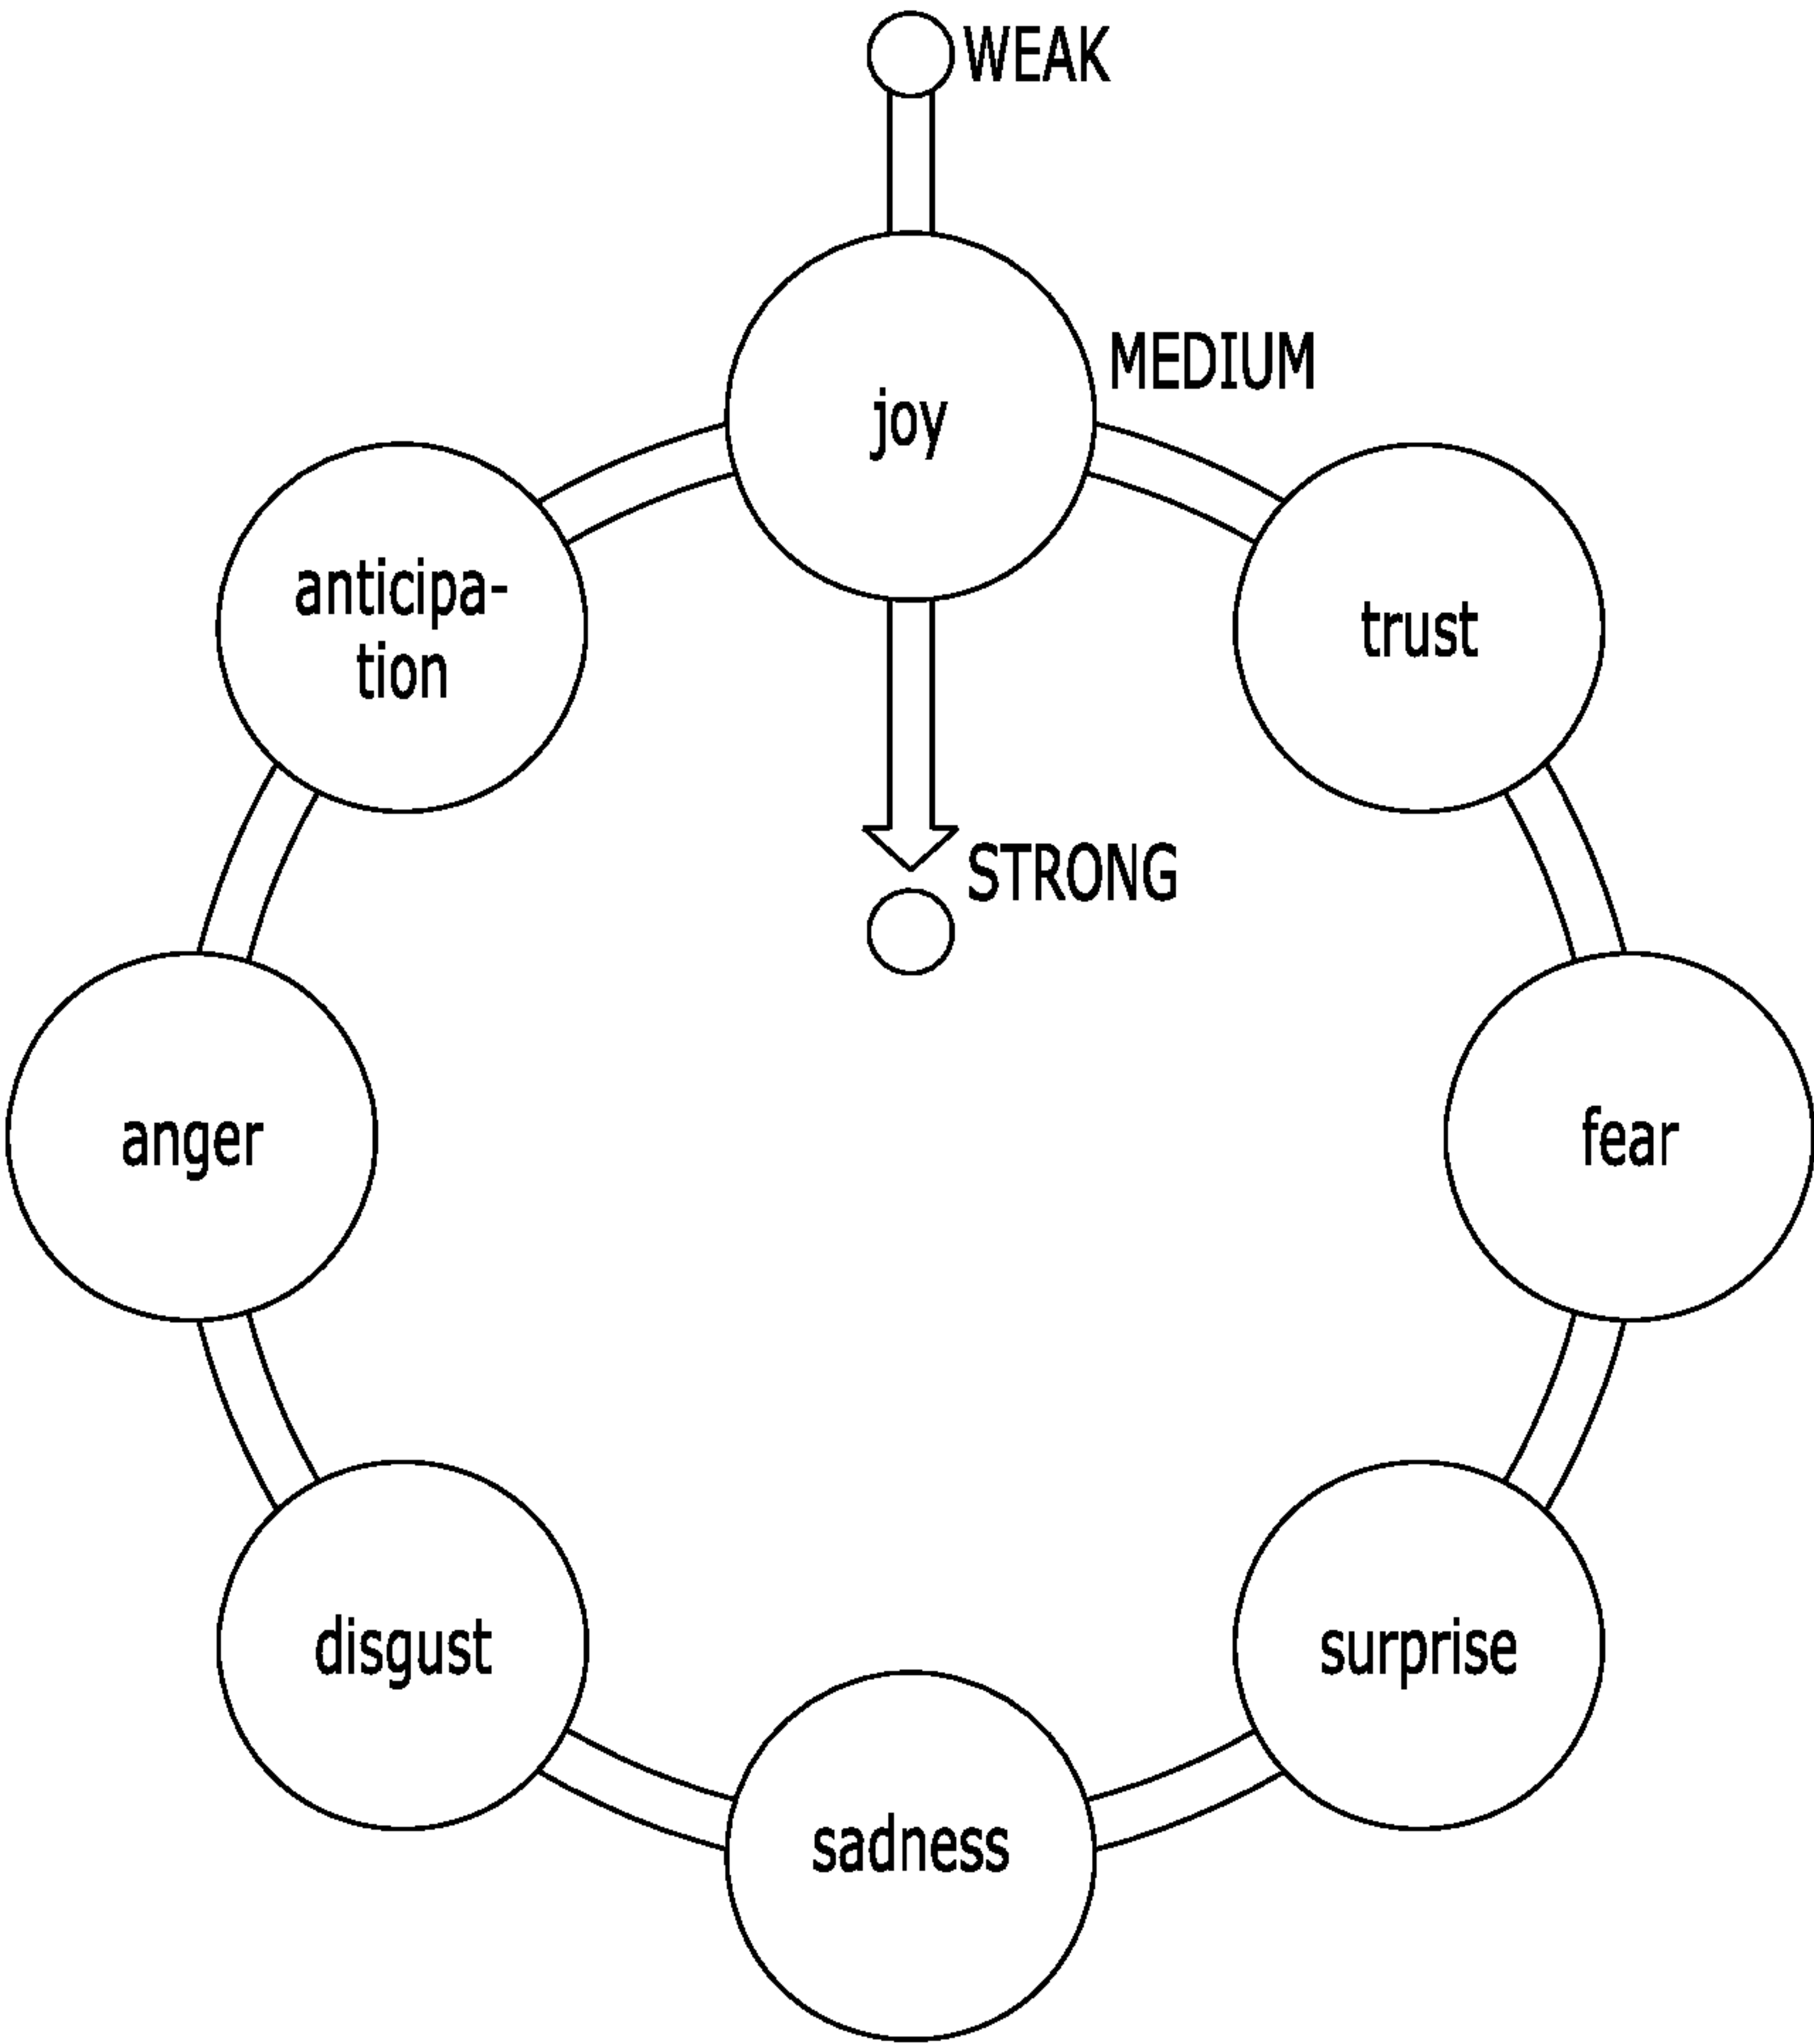 WEAK
MEDIUM
joy
anticipa-
tion
trust
STRONG
anger
fear
disgust
surprise
sadness